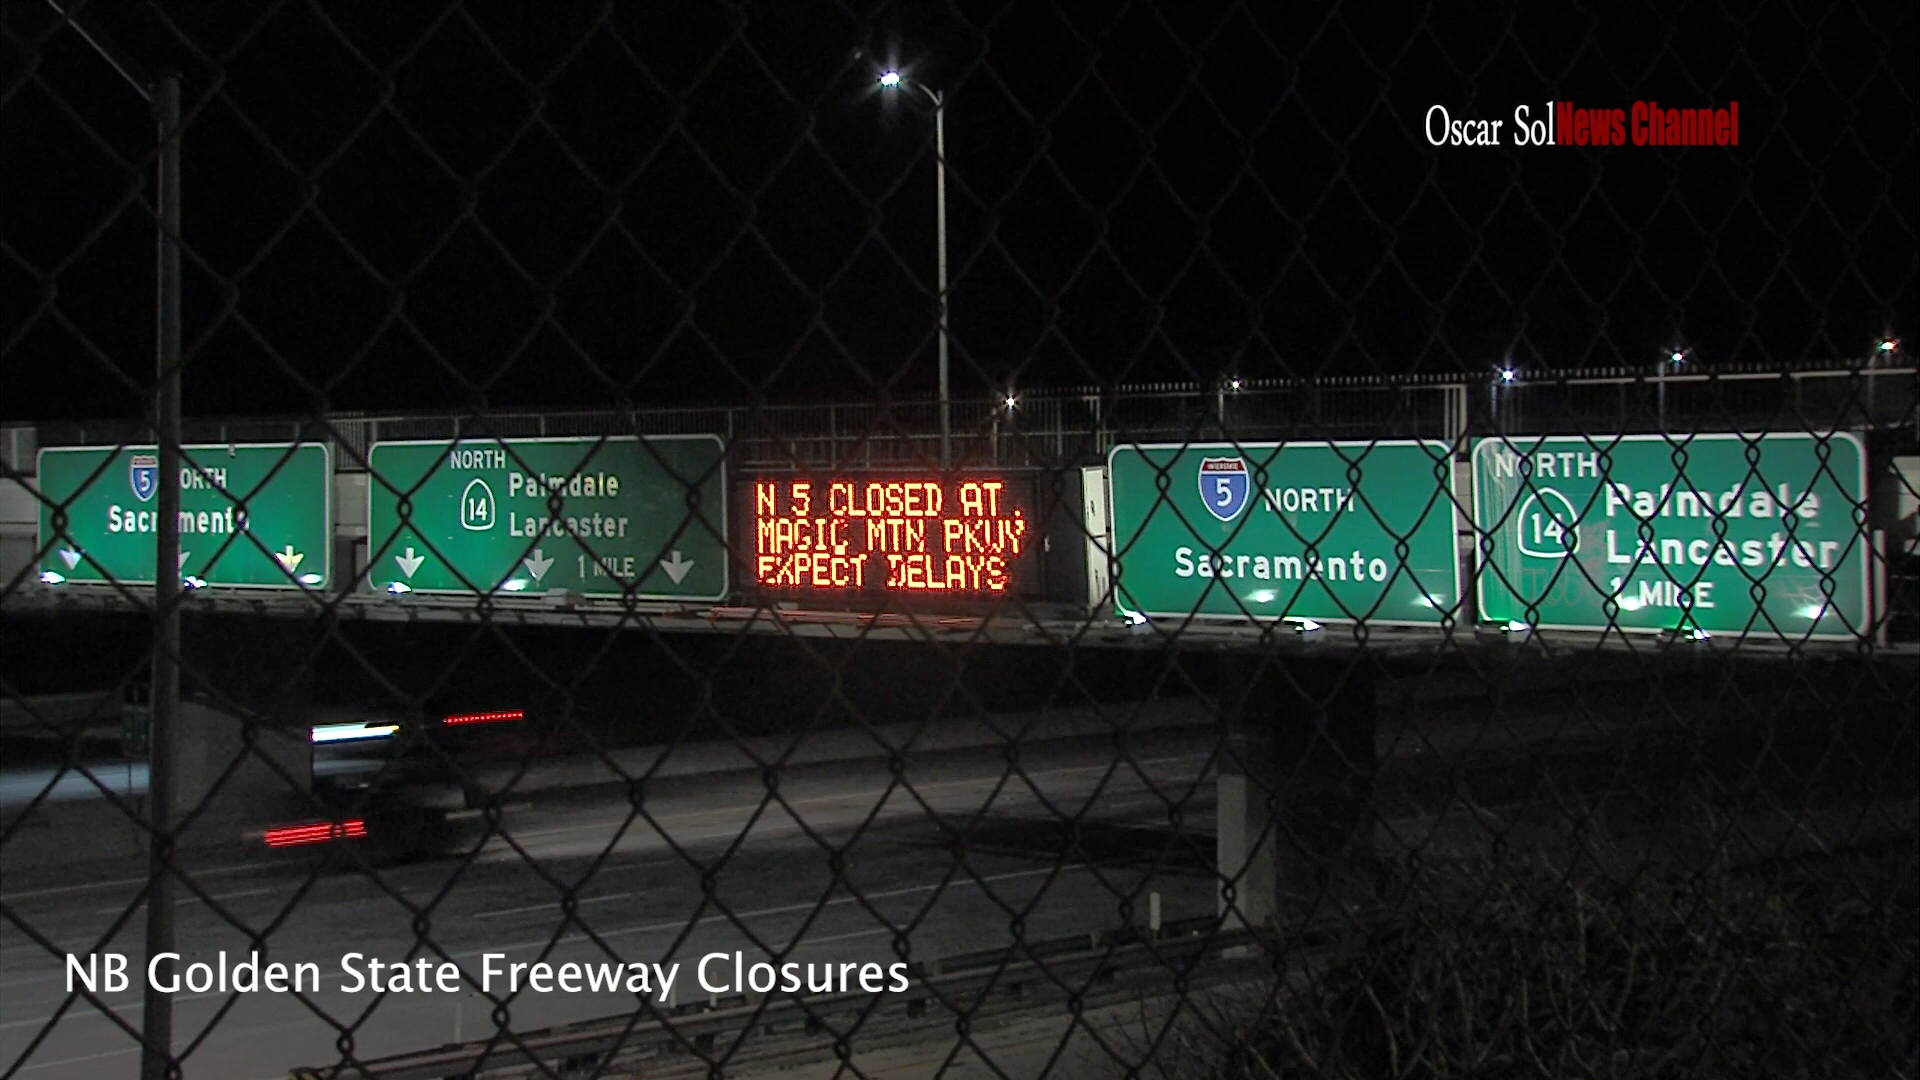 Oscar SolNews Channel
5 NORTH
Sacramento
NORTH
14 Palmdale
Lancaster
1 MILE
N 5 CLOSED AT
MAGIC MTN PKWY
EXPECT DELAYS
INTERSTATE
5 NORTH
Sacramento
NORTH
14 Palmdale
Lancaster
1 MILE
NB Golden State Freeway Closures